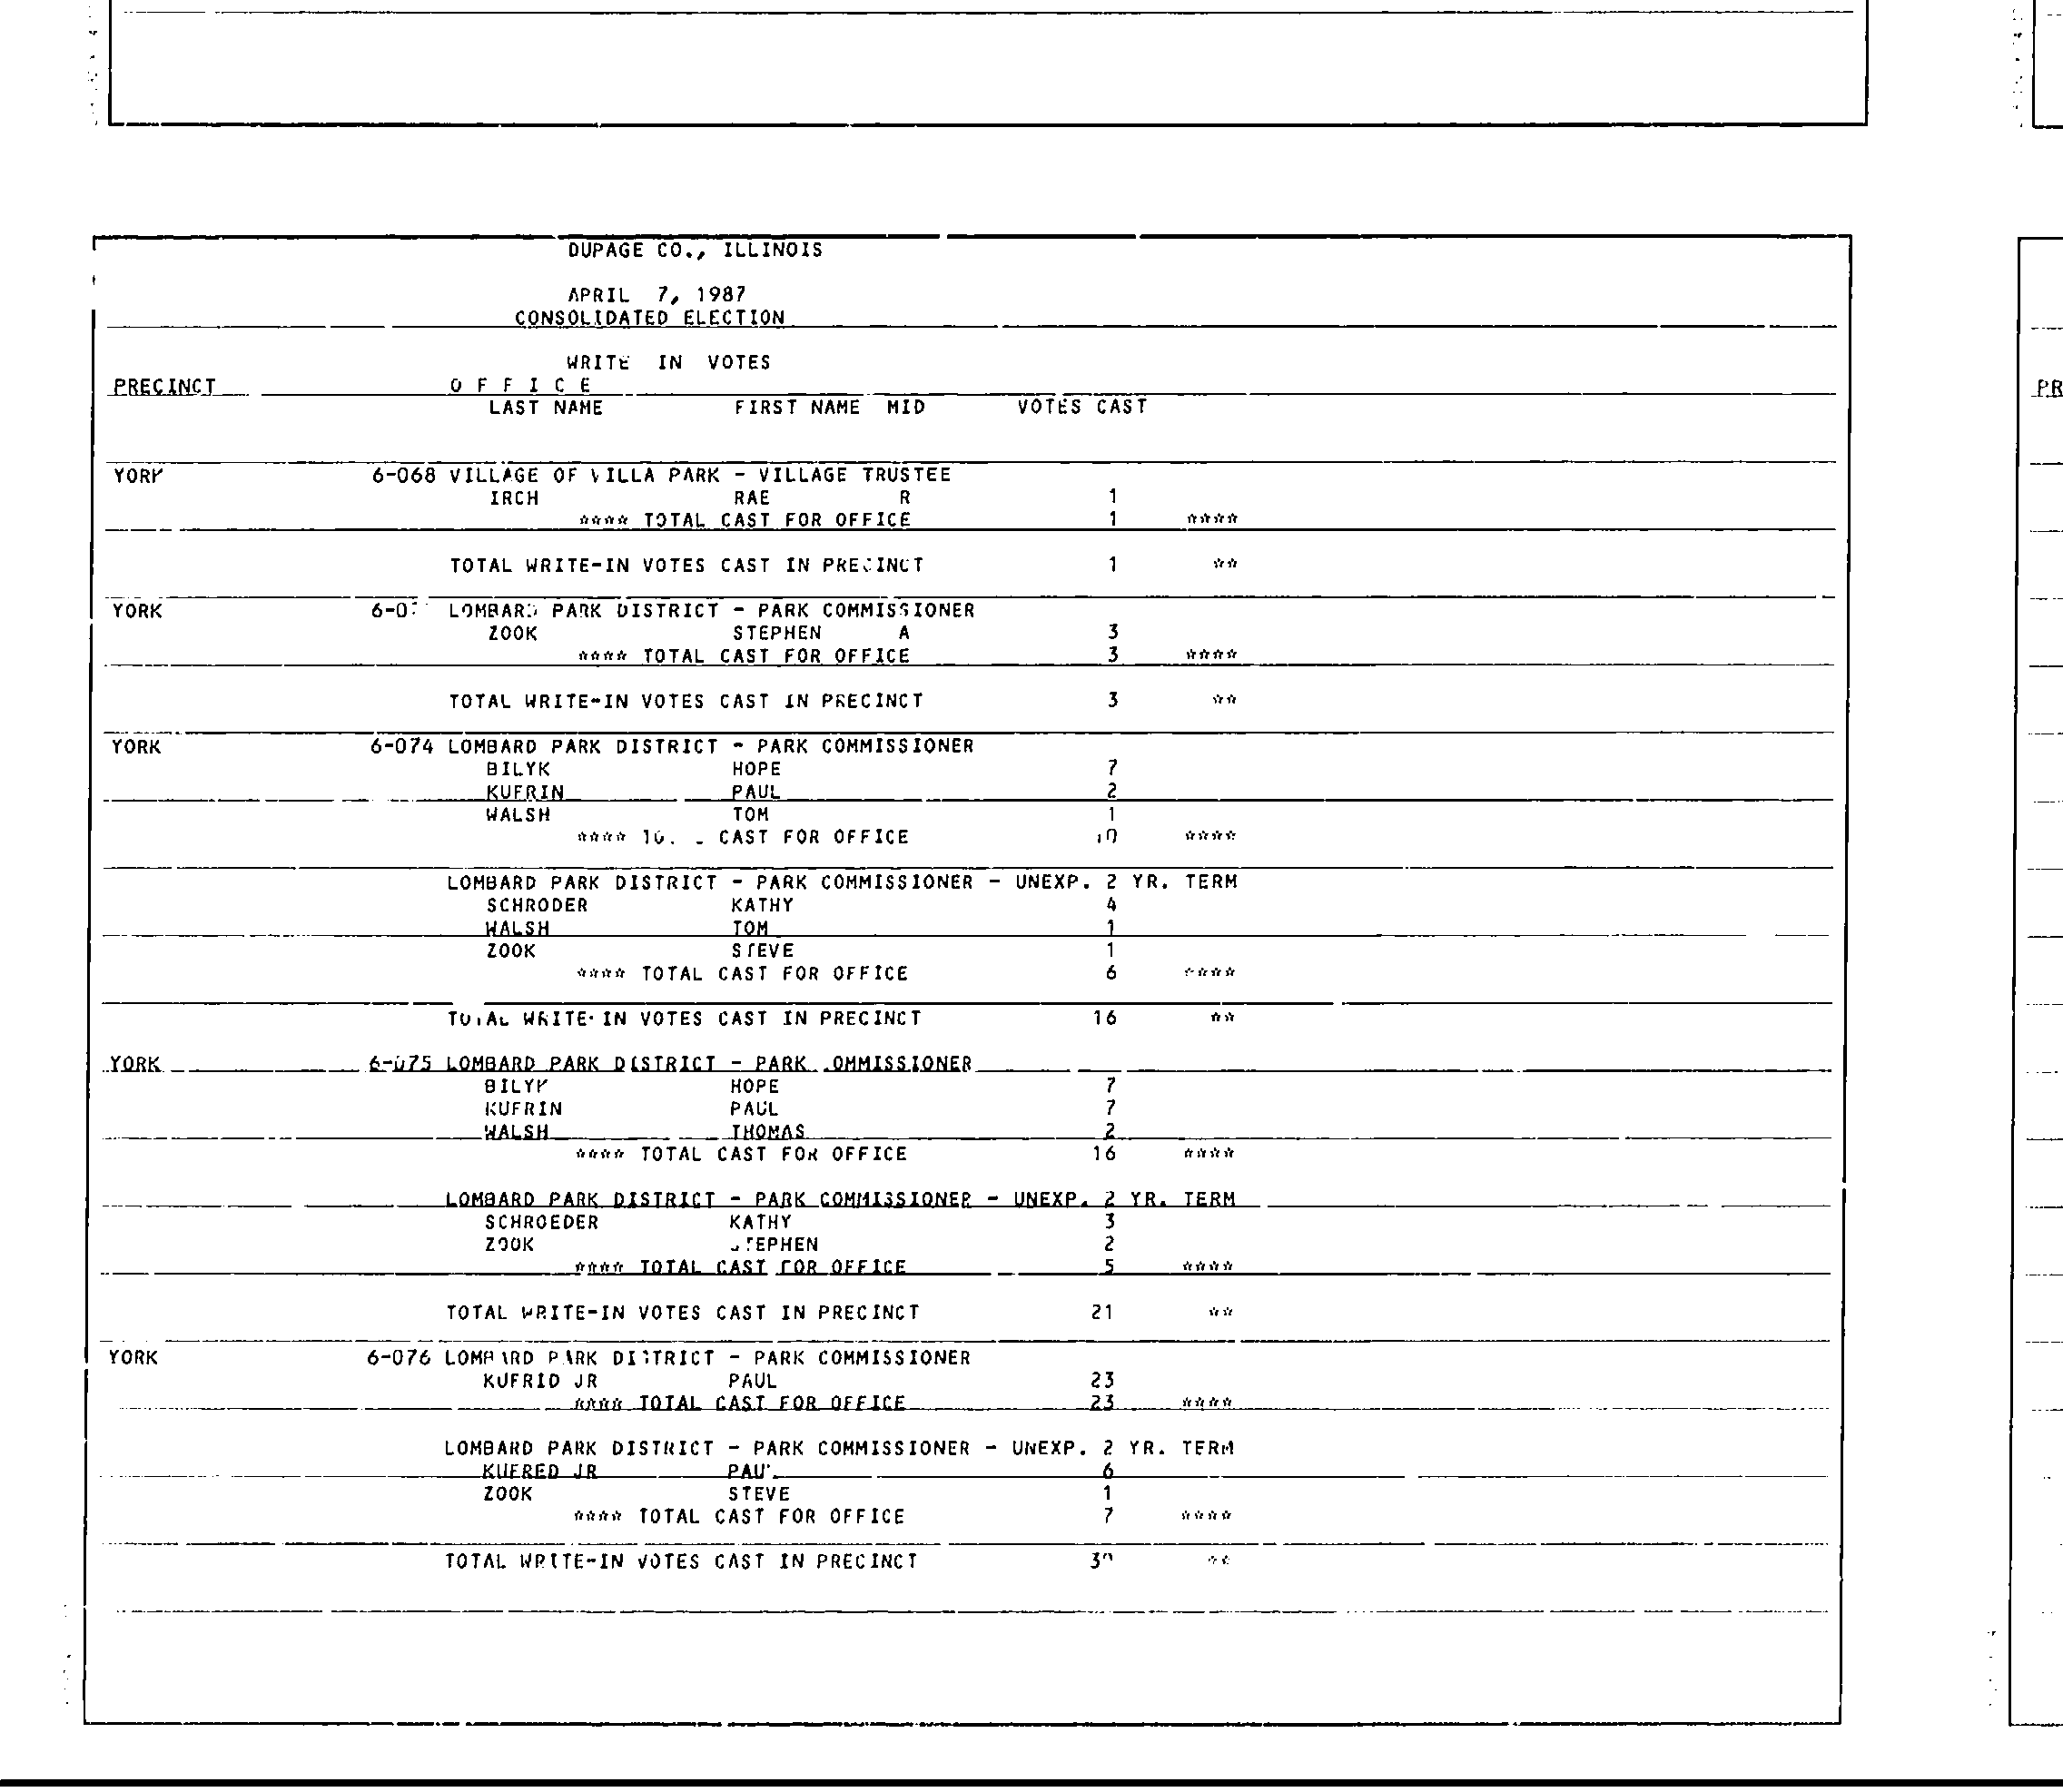 DUPAGE CO., ILLINOIS
APRIL 7, 1987
CONSOLIDATED ELECTION
WRITE IN VOTES
PRECINCT O F F I C E
LAST NAME FIRST NAME MID VOTES CAST
YORK 6-068 VILLAGE OF VILLA PARK - VILLAGE TRUSTEE
IRCH RAE R 1
**** TOTAL CAST FOR OFFICE 1 ****
TOTAL WRITE-IN VOTES CAST IN PRECINCT 1 **
YORK LOMBARD PARK DISTRICT - PARK COMMISSIONER
ZOOK STEPHEN A 3
**** TOTAL CAST FOR OFFICE 3 ****
TOTAL WRITE-IN VOTES CAST IN PRECINCT 3 **
YORK 6-074 LOMBARD PARK DISTRICT - PARK COMMISSIONER
BILYK HOPE 7
KUFRIN PAUL 2
WALSH TOM 1
**** CAST FOR OFFICE 10 ****
LOMBARD PARK DISTRICT - PARK COMMISSIONER - UNEXP. 2 YR. TERM
SCHRODER KATHY 4
WALSH TOM 1
ZOOK STEVE 1
**** TOTAL CAST FOR OFFICE 6 ****
TOTAL WRITE-IN VOTES CAST IN PRECINCT 16 **
YORK 6-075 LOMBARD PARK DISTRICT - PARK COMMISSIONER
BILYK HOPE 7
KUFRIN PAUL 7
WALSH THOMAS 2
**** TOTAL CAST FOR OFFICE 16 ****
LOMBARD PARK DISTRICT - PARK COMMISSIONER - UNEXP. 2 YR. TERM
SCHROEDER KATHY 3
ZOOK STEPHEN 2
**** TOTAL CAST FOR OFFICE 5 ****
TOTAL WRITE-IN VOTES CAST IN PRECINCT 21 **
YORK 6-076 LOMBARD PARK DISTRICT - PARK COMMISSIONER
KUFRID JR PAUL 23
**** TOTAL CAST FOR OFFICE 23 ****
LOMBARD PARK DISTRICT - PARK COMMISSIONER - UNEXP. 2 YR. TERM
KUFRED JR PAUL 6
ZOOK STEVE 1
**** TOTAL CAST FOR OFFICE 7 ****
TOTAL WRITE-IN VOTES CAST IN PRECINCT 30 **
PR